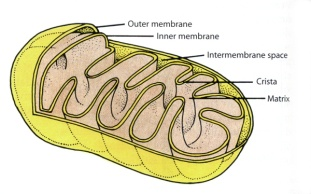 Outer membrane
Inner membrane
Intermembrane space
Crista
Matrix